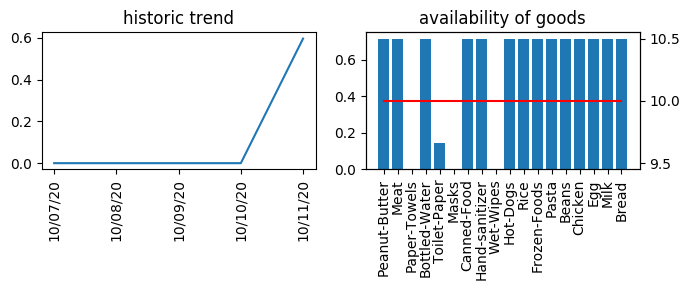 historic trend
0.6
0.4
0.2
0.0
10/07/20
10/08/20
10/09/20
10/10/20
10/11/20
availability of goods
0.6
0.4
0.2
0.0
10.5
10.0
9.5
Peanut-Butter
Meat
Paper-Towels
Bottled-Water
Toilet-Paper
Masks
Canned-Food
Hand-sanitizer
Wet-Wipes
Hot-Dogs
Rice
Frozen-Foods
Pasta
Beans
Chicken
Egg
Milk
Bread